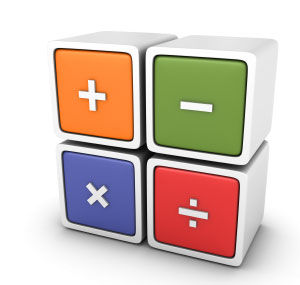 + −
× ÷